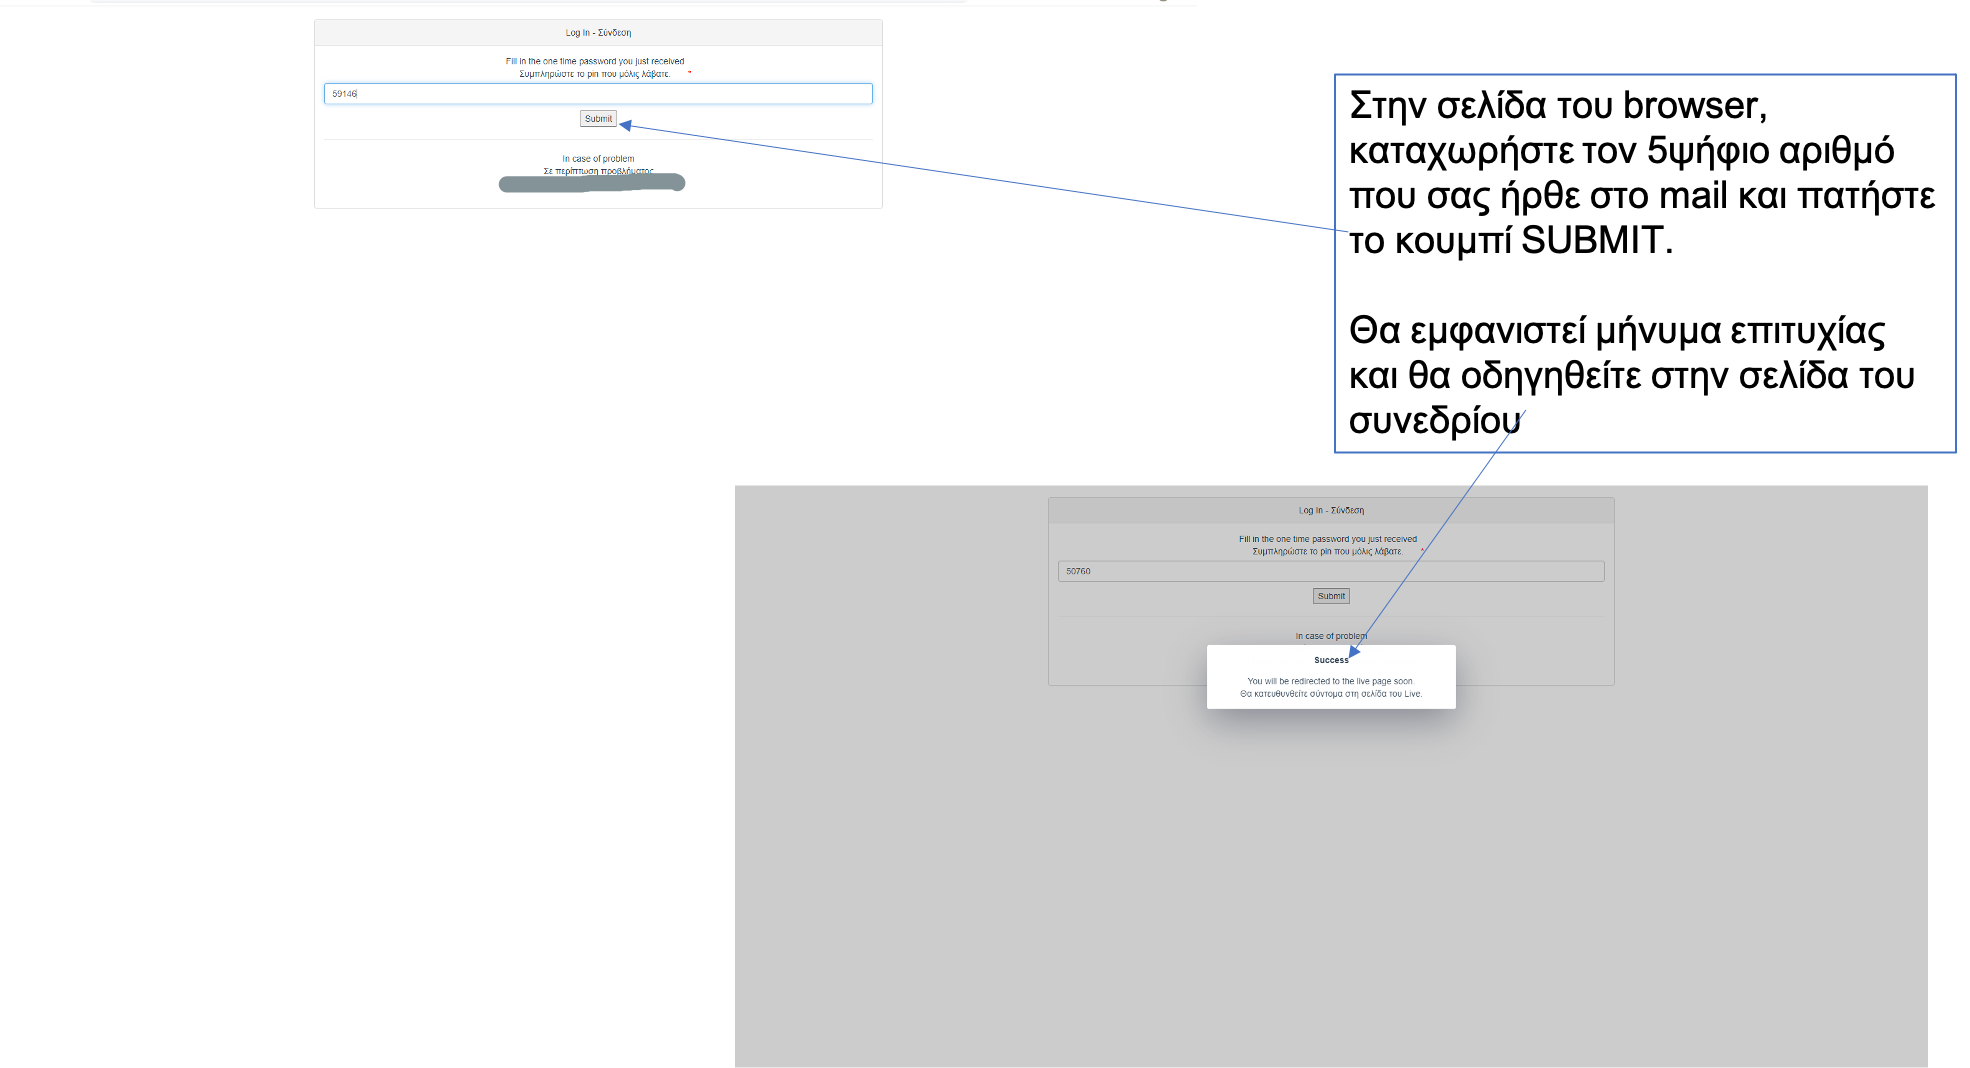 Log In - Σύνδεση
Fill in the one time password you just received
Συμπληρώστε το pin που μόλις λάβατε. *
59146
Submit
In case of problem
Σε περίπτωση προβλήματος
Στην σελίδα του browser,
καταχωρήστε τον 5ψήφιο αριθμό
που σας ήρθε στο mail και πατήστε
το κουμπί SUBMIT.
Θα εμφανιστεί μήνυμα επιτυχίας
και θα οδηγηθείτε στην σελίδα του
συνεδρίου
Log In - Σύνδεση
Fill in the one time password you just received
Συμπληρώστε το pin που μόλις λάβατε. *
50760
Submit
In case of problem
Success
You will be redirected to the live page soon.
Θα κατευθυνθείτε σύντομα στη σελίδα του Live.